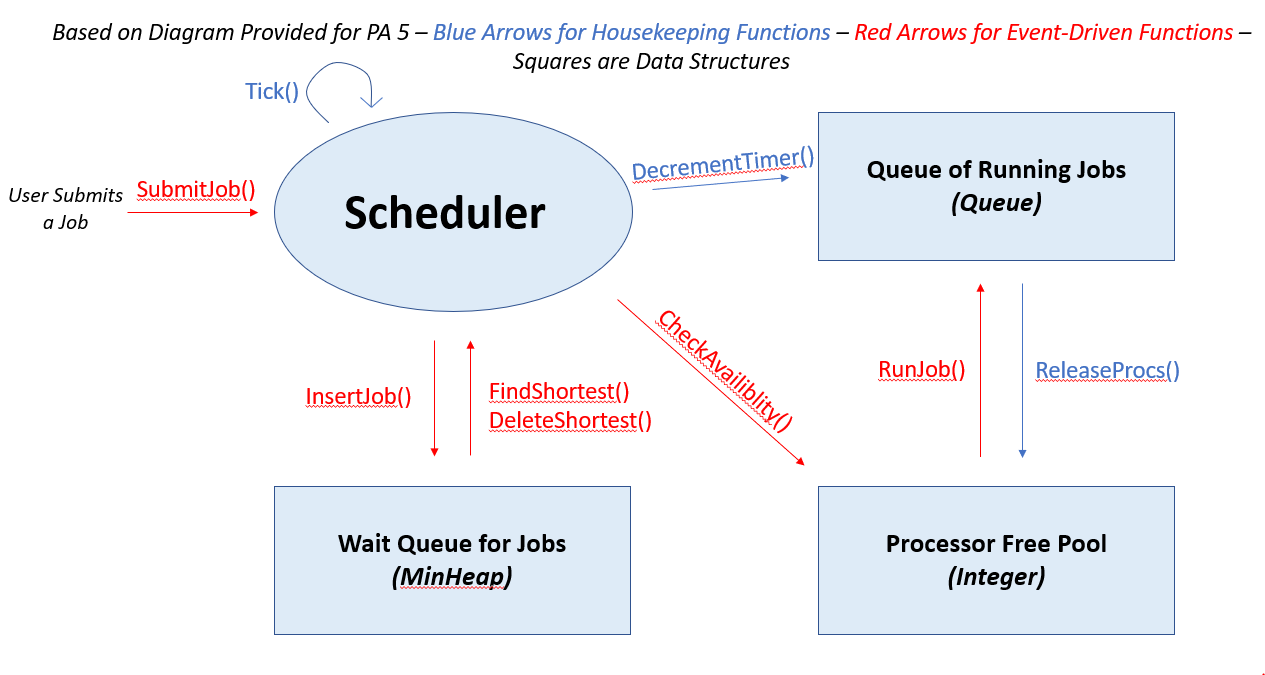 Based on Diagram Provided for PA 5 – Blue Arrows for Housekeeping Functions – Red Arrows for Event-Driven Functions –
Squares are Data Structures
Tick()
User Submits
a Job
SubmitJob()
Scheduler
DecrementTimer()
Queue of Running Jobs
(Queue)
InsertJob()
FindShortest()
DeleteShortest()
CheckAvailiblity()
RunJob()
ReleaseProcs()
Wait Queue for Jobs
(MinHeap)
Processor Free Pool
(Integer)